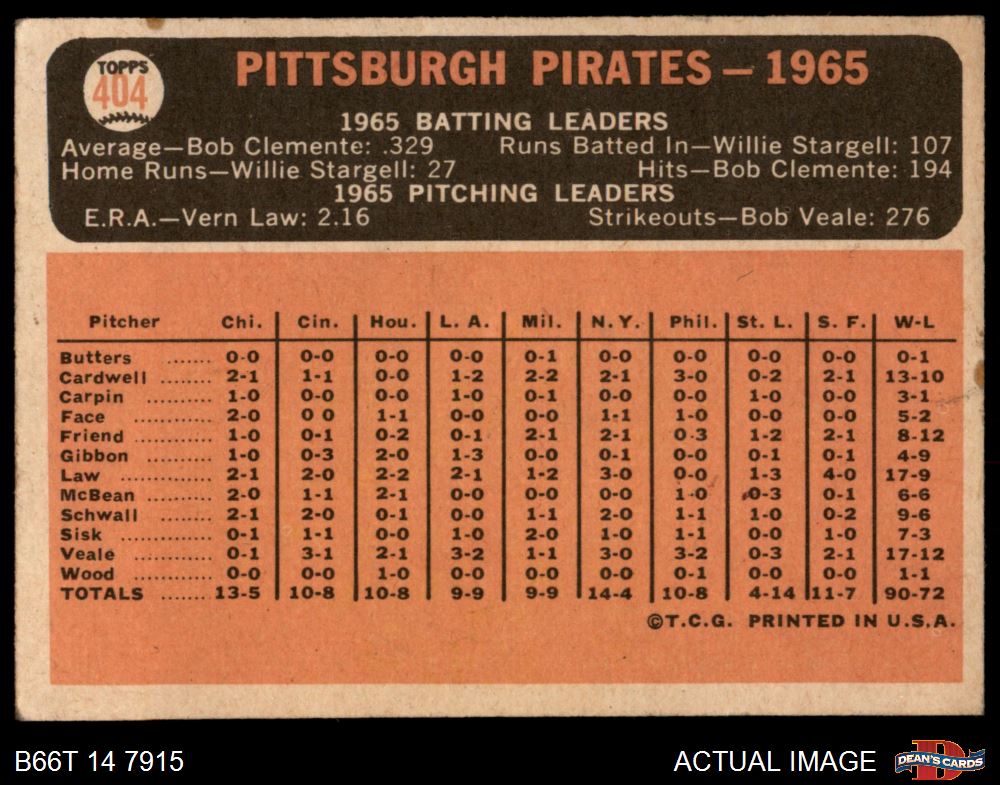 TOPPS
404
PITTSBURGH PIRATES — 1965
1965 BATTING LEADERS
Average—Bob Clemente: .329 Runs Batted In—Willie Stargell: 107
Home Runs—Willie Stargell: 27 Hits—Bob Clemente: 194
1965 PITCHING LEADERS
E.R.A.—Vern Law: 2.16 Strikeouts—Bob Veale: 276
Pitcher Chi. Cin. Hou. L. A. Mil. N. Y. Phil. St. L. S. F. W-L
Butters ....... 0-0 0-0 0-0 0-0 0-1 0-0 0-0 0-0 0-0 0-1
Cardwell ....... 2-1 1-1 0-0 1-2 2-2 2-1 3-0 0-2 2-1 13-10
Carpin ......... 1-0 0-0 0-0 1-0 0-1 0-0 0-0 1-0 0-0 3-1
Face ........... 2-0 0 0 1-1 0-0 0-0 1-1 1-0 0-0 0-0 5-2
Friend ........... 1-0 0-1 0-2 0-1 2-1 2-1 0-3 1-2 2-1 8-12
Gibbon ......... 1-0 0-3 2-0 1-3 0-0 0-1 0-0 0-1 0-1 4-9
Law ........... 2-1 2-0 2-2 2-1 1-2 3-0 0-0 1-3 4-0 17-9
McBean ......... 2-0 1-1 2-1 0-0 0-0 0-0 1-0 0-3 0-1 6-6
Schwall ........ 2-1 2-0 0-1 0-0 1-1 2-0 1-1 1-0 0-2 9-6
Sisk ........... 0-1 1-1 0-0 1-0 2-0 1-0 1-1 0-0 1-0 7-3
Veale ........... 0-1 3-1 2-1 3-2 1-1 3-0 3-2 0-3 2-1 17-12
Wood ........... 0-0 0-0 1-0 0-0 0-0 0-0 0-1 0-0 0-0 1-1
TOTALS ...... 13-5 10-8 10-8 9-9 9-9 14-4 10-8 4-14 11-7 90-72
©T.C.G. PRINTED IN U.S.A.
B66T 14 7915 ACTUAL IMAGE DEAN'S CARDS